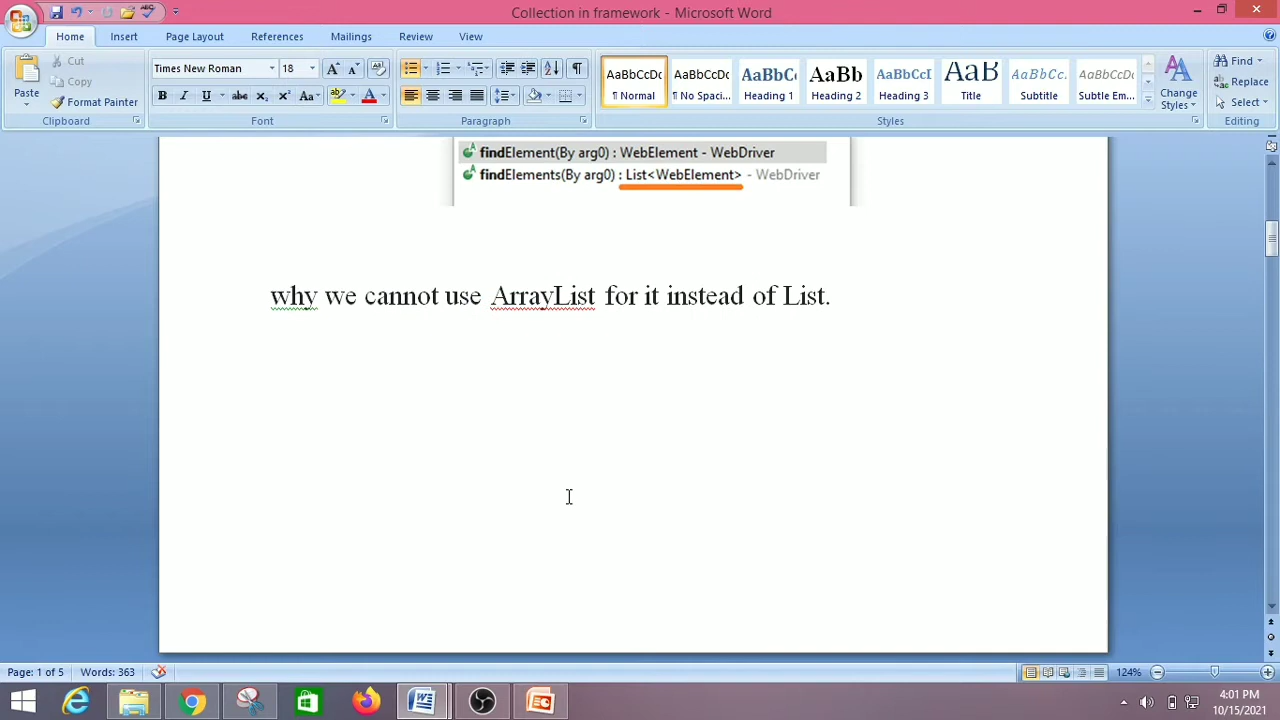 Collection in framework - Microsoft Word
Home Insert Page Layout References Mailings Review View
Paste
Cut
Copy
Format Painter
Clipboard
Times New Roman 18
Font
Paragraph
AaBbCcDc AaBbCcDc AaBbC( AaBb AaBbCcI AaB AaBbCc. AaBbCcDc
¶ Normal ¶ No Spaci... Heading 1 Heading 2 Heading 3 Title Subtitle Subtle Em...
Change Styles
Styles
Find
Replace
Select
Editing
findElement(By arg0) : WebElement - WebDriver
findElements(By arg0) : List<WebElement> - WebDriver
why we cannot use ArrayList for it instead of List.
Page: 1 of 5 Words: 363 124%
4:01 PM
10/15/2021